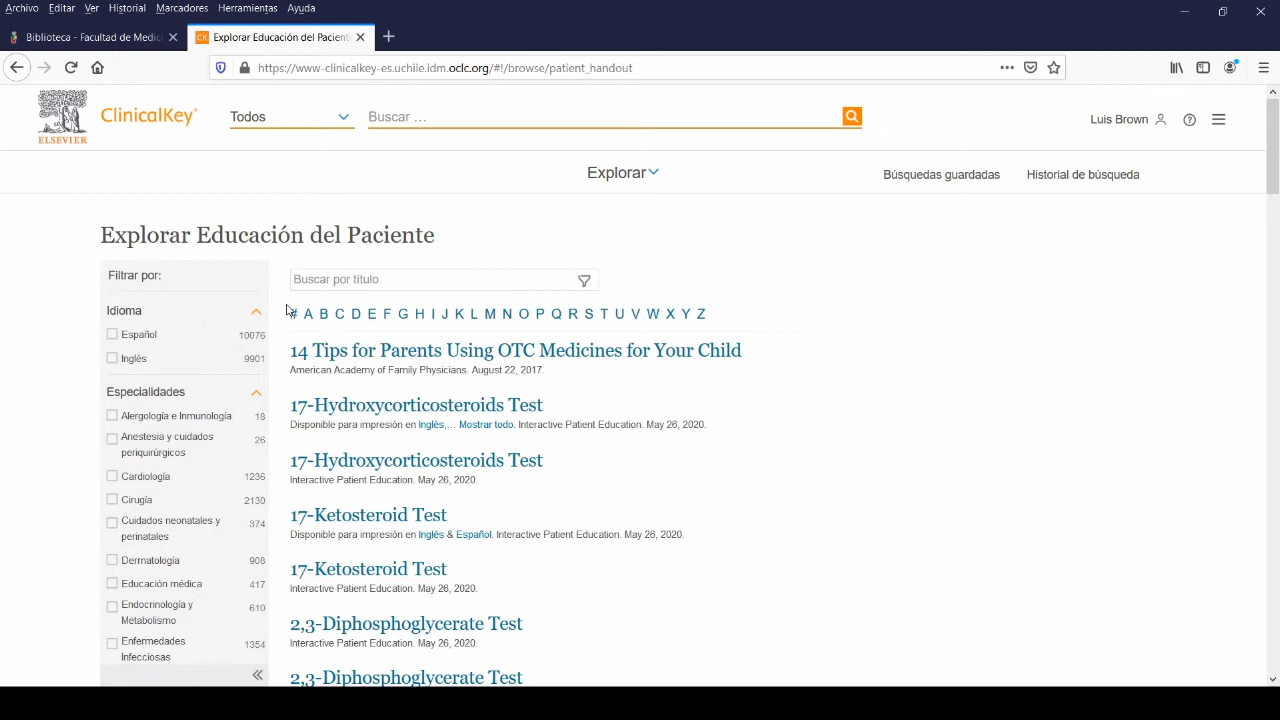 Archivo Editar Ver Historial Marcadores Herramientas Ayuda
Biblioteca - Facultad de Medic
CK Explorar Educación del Paciente
https://www-clinicalkey-es.uchile.idm.oclc.org/#!/browse/patient_handout
ELSEVIER
ClinicalKey®
Todos
Buscar ...
Luis Brown
Explorar
Búsquedas guardadas
Historial de búsqueda
Explorar Educación del Paciente
Filtrar por:
Idioma
Español 10076
Inglés 9901
Especialidades
Alergología e Inmunología 18
Anestesia y cuidados 26
periquirúrgicos
Cardiología 1236
Cirugía 2130
Cuidados neonatales y 374
perinatales
Dermatología 908
Educación médica 417
Endocrinología y 610
Metabolismo
Enfermedades 1354
Infecciosas
Buscar por título
# A B C D E F G H I J K L M N O P Q R S T U V W X Y Z
14 Tips for Parents Using OTC Medicines for Your Child
American Academy of Family Physicians. August 22, 2017.
17-Hydroxycorticosteroids Test
Disponible para impresión en Inglés,... Mostrar todo. Interactive Patient Education. May 26, 2020.
17-Hydroxycorticosteroids Test
Interactive Patient Education. May 26, 2020.
17-Ketosteroid Test
Disponible para impresión en Inglés & Español. Interactive Patient Education. May 26, 2020.
17-Ketosteroid Test
Interactive Patient Education. May 26, 2020.
2,3-Diphosphoglycerate Test
Interactive Patient Education. May 26, 2020.
2,3-Diphosphoglycerate Test